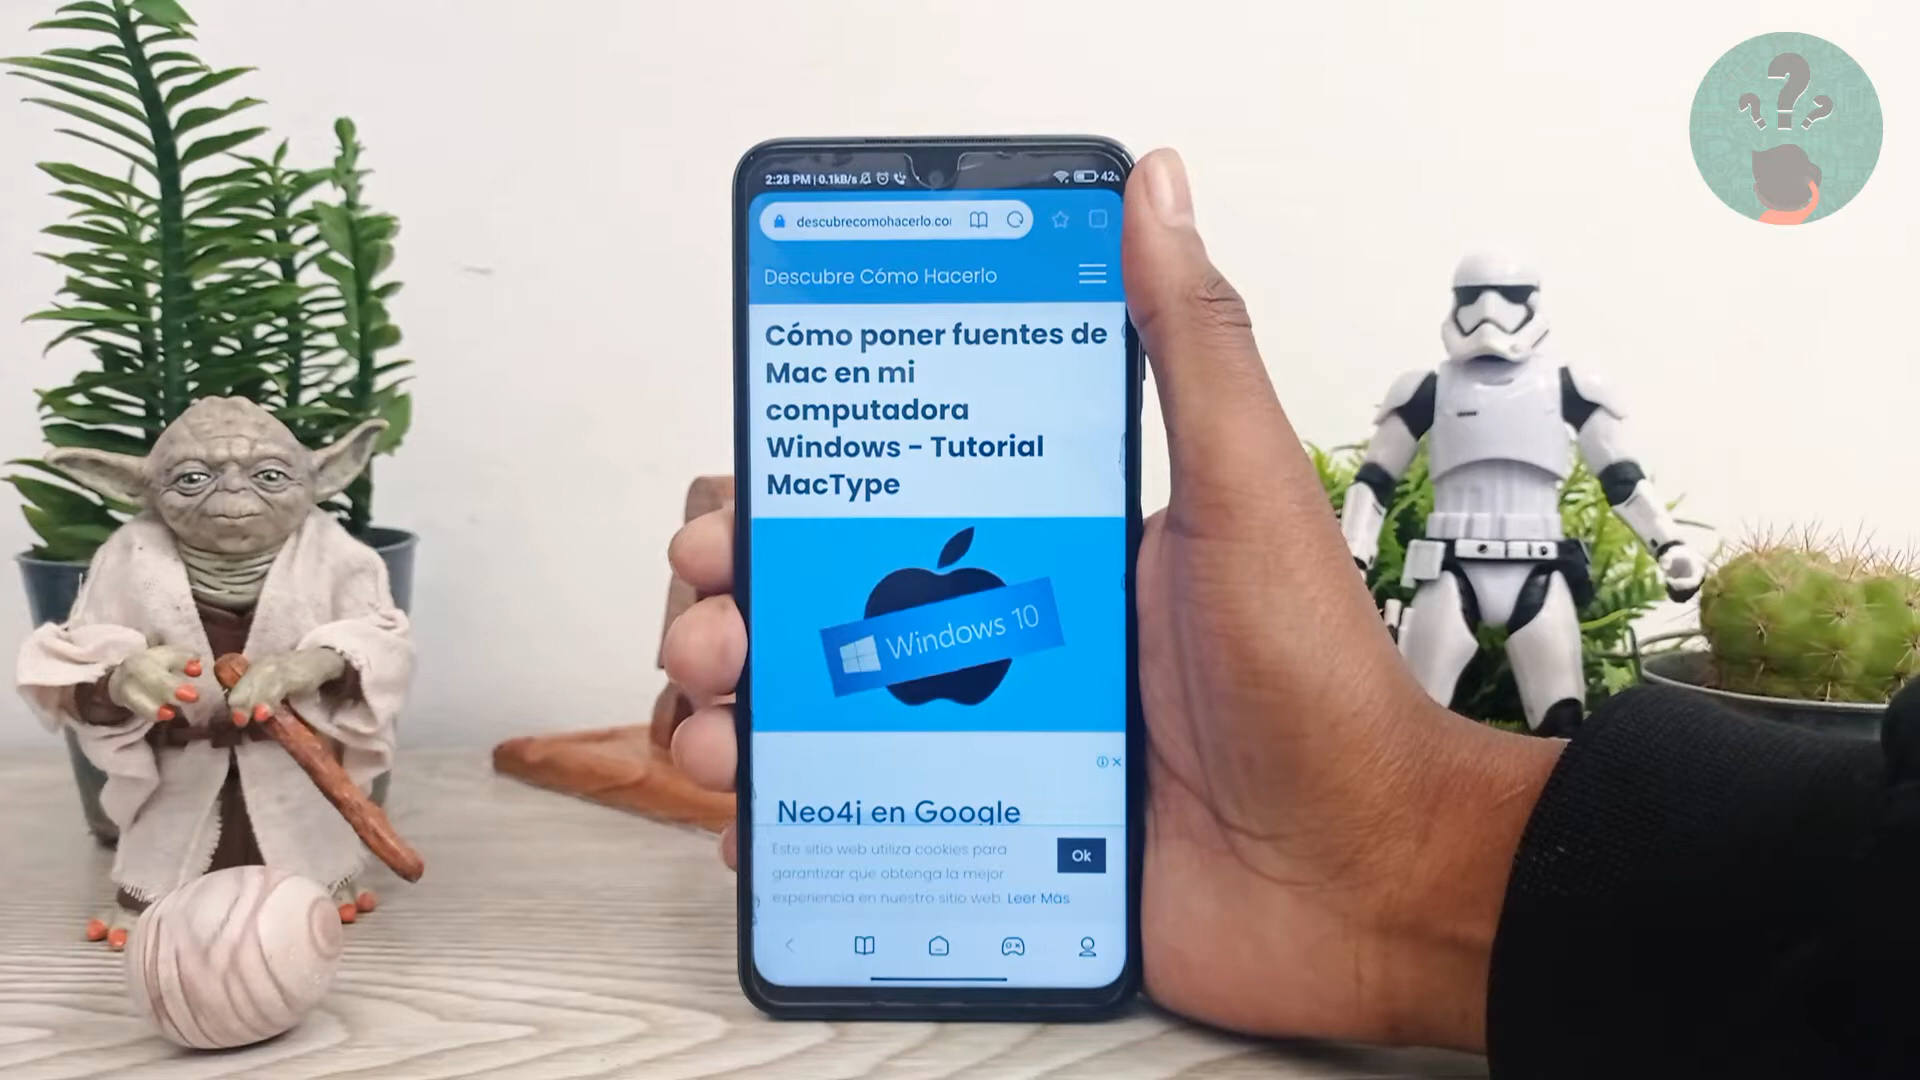 2:28 PM | 0.1kB/s
42%
descubrecomohacerlo.co
Descubre Cómo Hacerlo
Cómo poner fuentes de
Mac en mi
computadora
Windows - Tutorial
MacType
Windows 10
Neo4j en Google
Este sitio web utiliza cookies para
garantizar que obtenga la mejor
experiencia en nuestro sitio web. Leer Más
Ok